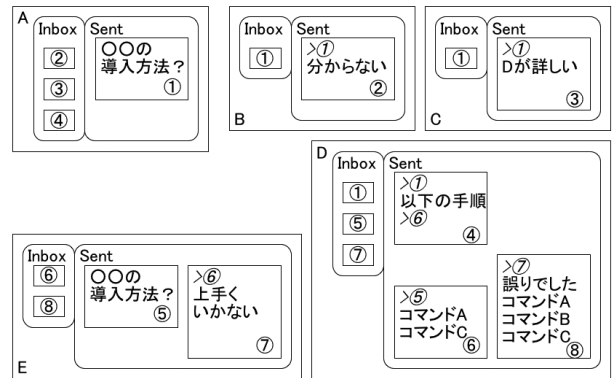 A
Inbox
Sent
②
③
④
〇〇の
導入方法？
①
Inbox
Sent
①
>①
分からない
②
B
Inbox
Sent
①
>①
Dが詳しい
③
C
D
Inbox
Sent
①
⑤
⑦
>①
以下の手順
>⑥
④
>⑤
コマンドA
コマンドC
⑥
>⑦
誤りでした
コマンドA
コマンドB
コマンドC
⑧
Inbox
Sent
⑥
⑧
〇〇の
導入方法？
⑤
>⑥
上手く
いかない
⑦
E